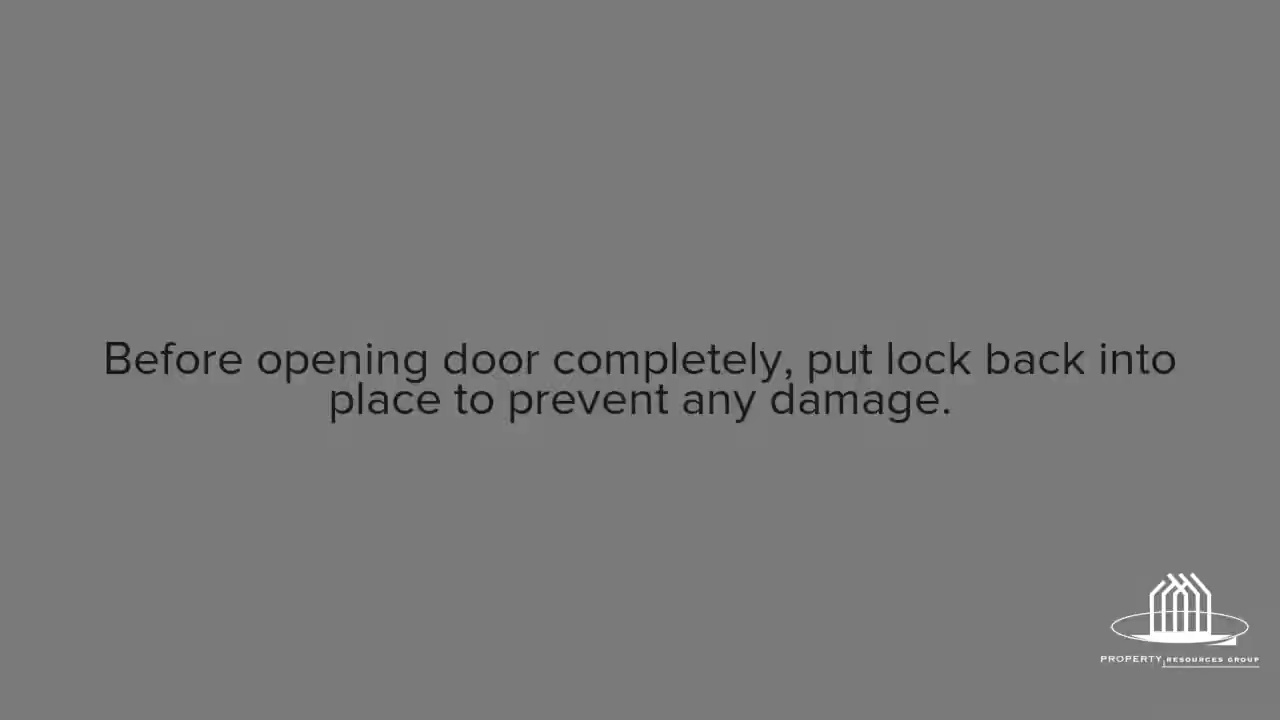 Before opening door completely, put lock back into
place to prevent any damage.
PROPERTY RESOURCES GROUP